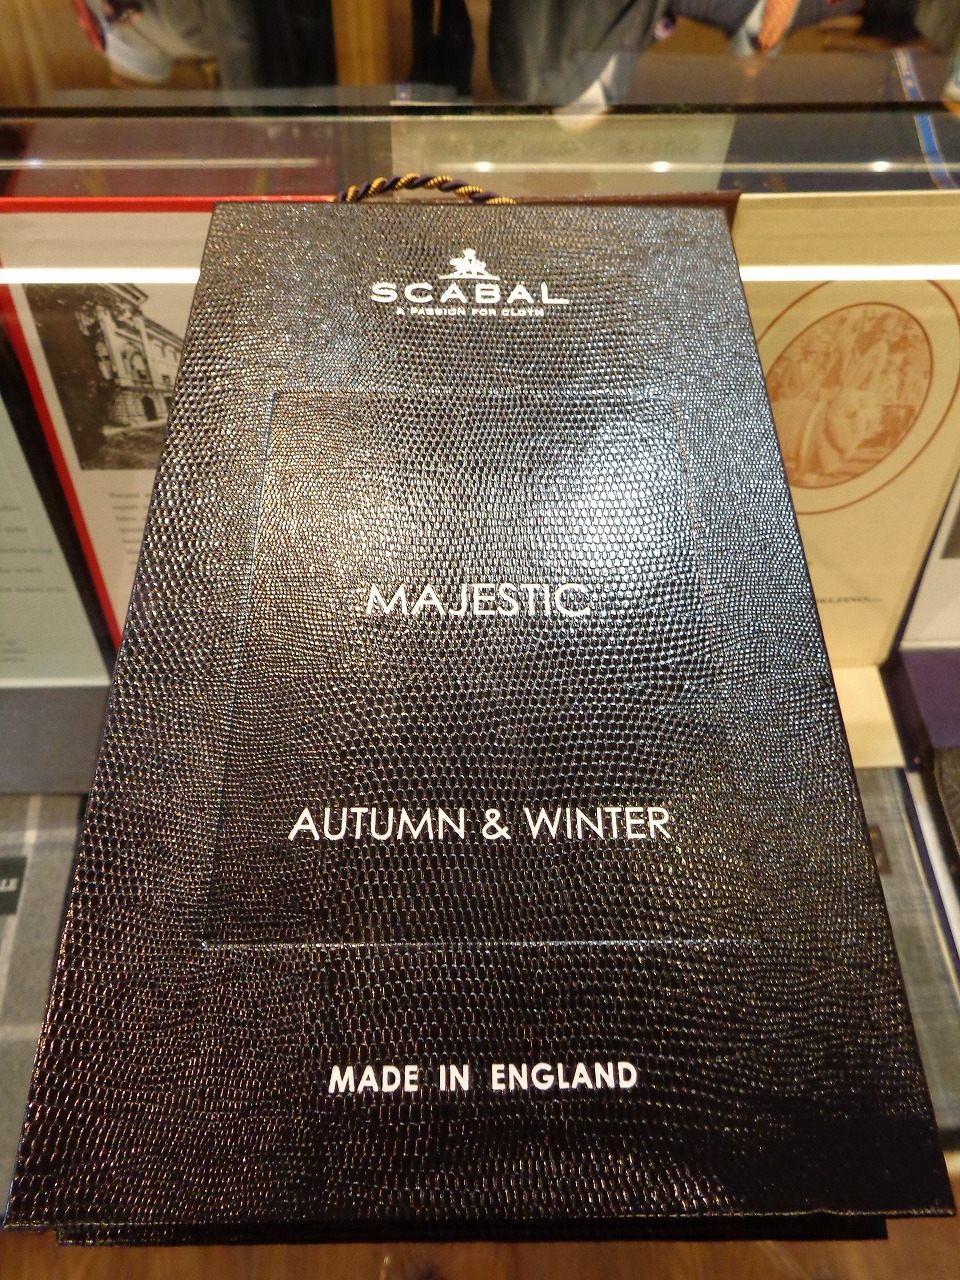 SCABAL
A PASSION FOR CLOTH
MAJESTIC
AUTUMN & WINTER
MADE IN ENGLAND